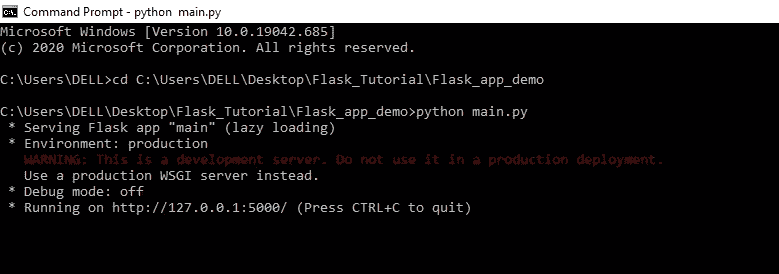 Command Prompt - python  main.py
Microsoft Windows [Version 10.0.19042.685]
(c) 2020 Microsoft Corporation. All rights reserved.
C:\Users\DELL>cd C:\Users\DELL\Desktop\Flask_Tutorial\Flask_app_demo
C:\Users\DELL\Desktop\Flask_Tutorial\Flask_app_demo>python main.py
 * Serving Flask app "main" (lazy loading)
 * Environment: production
   WARNING: This is a development server. Do not use it in a production deployment.
   Use a production WSGI server instead.
 * Debug mode: off
 * Running on http://127.0.0.1:5000/ (Press CTRL+C to quit)